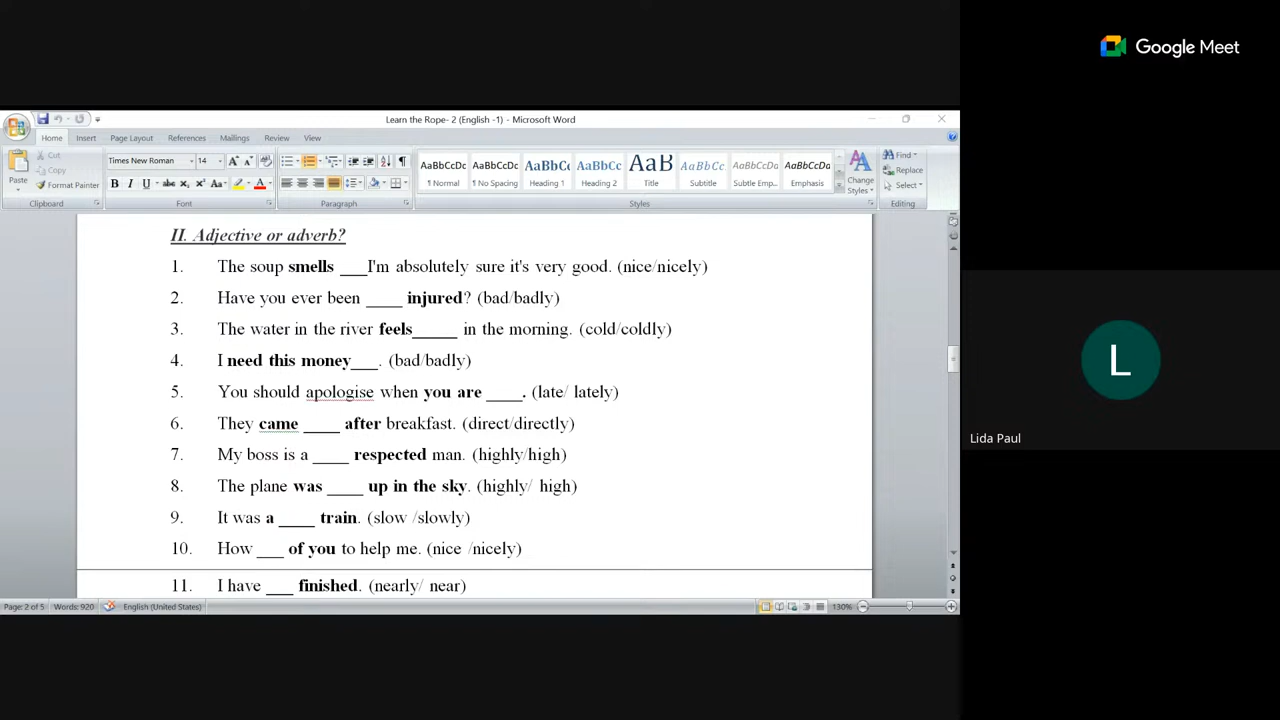 Google Meet
Learn the Rope- 2 (English -1) - Microsoft Word
Home Insert Page Layout References Mailings Review View
Paste Cut Copy Format Painter
Times New Roman 14
AaBbCcDc AaBbCcDc AaBbCc AaBbCc AaB AaBbCc AaBbCcDc AaBbCcDc
¶ Normal ¶ No Spacing Heading 1 Heading 2 Title Subtitle Subtle Emp... Emphasis
Change Styles
Find Replace Select
Clipboard Font Paragraph Styles Editing
II. Adjective or adverb?
1. The soup smells ___I'm absolutely sure it's very good. (nice/nicely)
2. Have you ever been ____ injured? (bad/badly)
3. The water in the river feels_____ in the morning. (cold/coldly)
4. I need this money___. (bad/badly)
5. You should apologise when you are ____. (late/ lately)
6. They came ____ after breakfast. (direct/directly)
7. My boss is a ____ respected man. (highly/high)
8. The plane was ____ up in the sky. (highly/ high)
9. It was a ____ train. (slow /slowly)
10. How ___ of you to help me. (nice /nicely)
11. I have ___ finished. (nearly/ near)
Page: 2 of 5 Words: 920 English (United States) 130%
L
Lida Paul